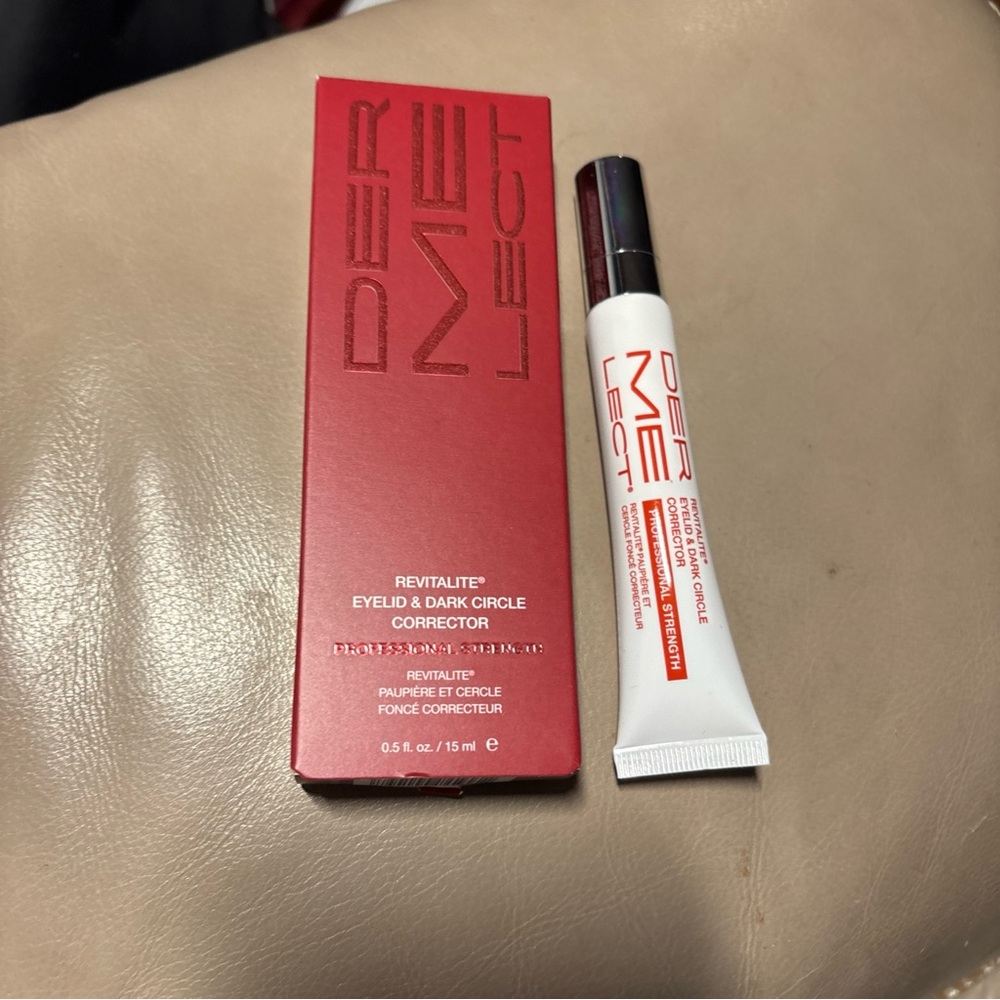 DER
ME
LECT
REVITALITE®
EYELID & DARK CIRCLE
CORRECTOR
PROFESSIONAL STRENGTH
REVITALITE®
PAUPIÈRE ET CERCLE
FONCÉ CORRECTEUR
0.5 fl. oz. / 15 ml ℮
DER
ME
LECT®
REVITALITE®
EYELID & DARK CIRCLE
CORRECTOR
PROFESSIONAL STRENGTH
REVITALITE® PAUPIÈRE ET
CERCLE FONCÉ CORRECTEUR